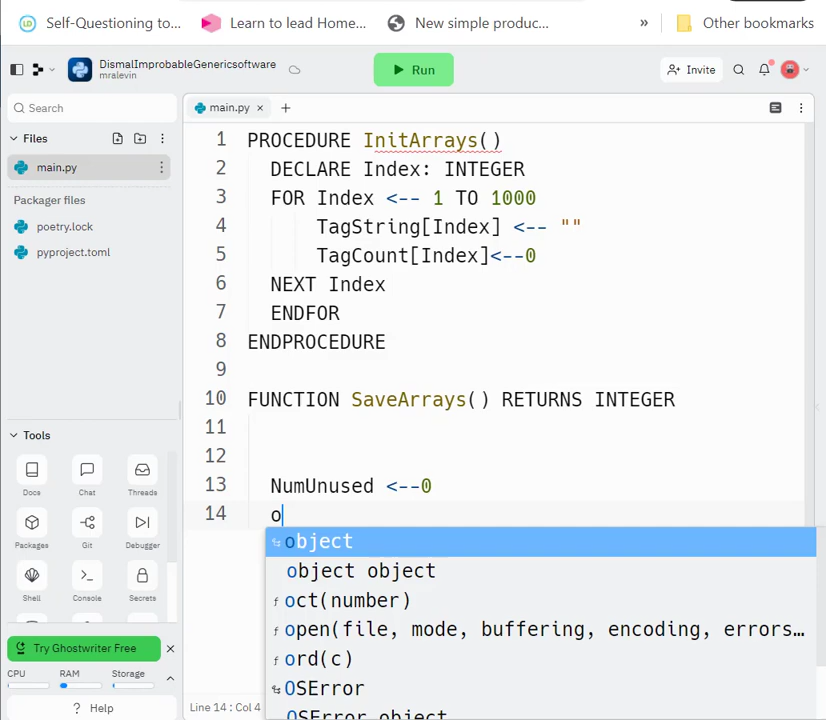 Self-Questioning to...
Learn to lead Home...
New simple produc...
»
Other bookmarks
DismalImprobableGenericsoftware
mralevin
Run
Invite
Search
main.py ×
+
Files
main.py
Packager files
poetry.lock
pyproject.toml
1 PROCEDURE InitArrays()
2 DECLARE Index: INTEGER
3 FOR Index <-- 1 TO 1000
4 TagString[Index] <-- ""
5 TagCount[Index]<--0
6 NEXT Index
7 ENDFOR
8 ENDPROCEDURE
9
10 FUNCTION SaveArrays() RETURNS INTEGER
11
12
13 NumUnused <--0
14 o
object
object object
oct(number)
open(file, mode, buffering, encoding, errors...
ord(c)
OSError
OSError object
Tools
Docs
Chat
Threads
Packages
Git
Debugger
Shell
Console
Secrets
Try Ghostwriter Free
CPU
RAM
Storage
? Help
Line 14 : Col 4